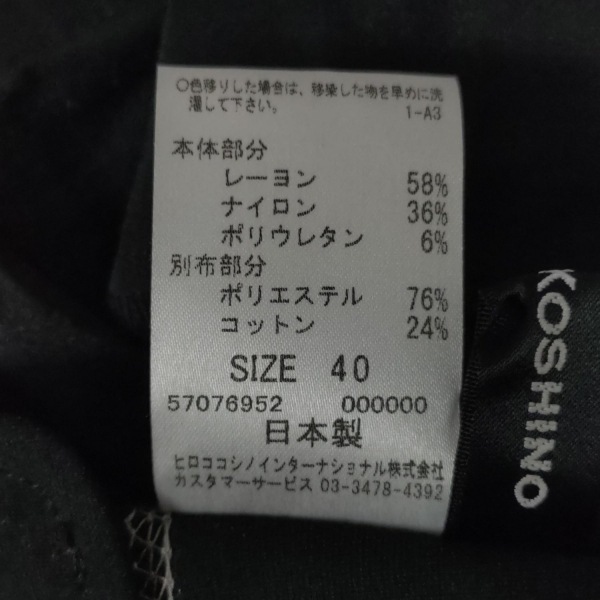 ○色移りした場合は、移染した物を早めに洗
濯して下さい。
1-A3
本体部分
レーヨン 58%
ナイロン 36%
ポリウレタン 6%
別布部分
ポリエステル 76%
コットン 24%
SIZE 40
57076952 000000
日本製
ヒロココシノインターナショナル株式会社
カスタマーサービス 03-3478-4392
KOSHINO